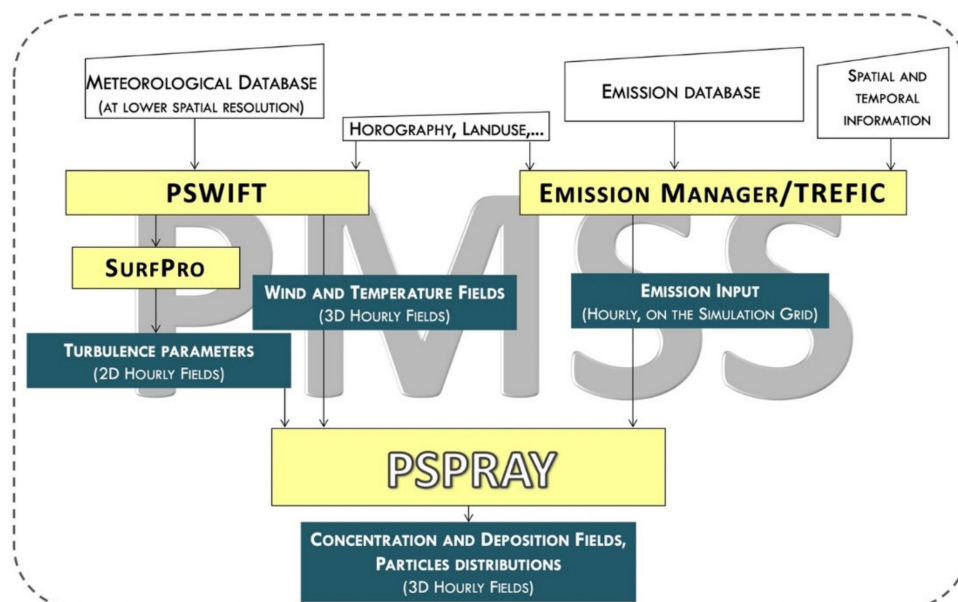 METEOROLOGICAL DATABASE
(AT LOWER SPATIAL RESOLUTION)
HOROGRAPHY, LANDUSE,...
EMISSION DATABASE
SPATIAL AND
TEMPORAL
INFORMATION
PSWIFT
EMISSION MANAGER/TREFIC
SURFPRO
WIND AND TEMPERATURE FIELDS
(3D HOURLY FIELDS)
EMISSION INPUT
(HOURLY, ON THE SIMULATION GRID)
TURBULENCE PARAMETERS
(2D HOURLY FIELDS)
PMSS
PSPRAY
CONCENTRATION AND DEPOSITION FIELDS,
PARTICLES DISTRIBUTIONS
(3D HOURLY FIELDS)